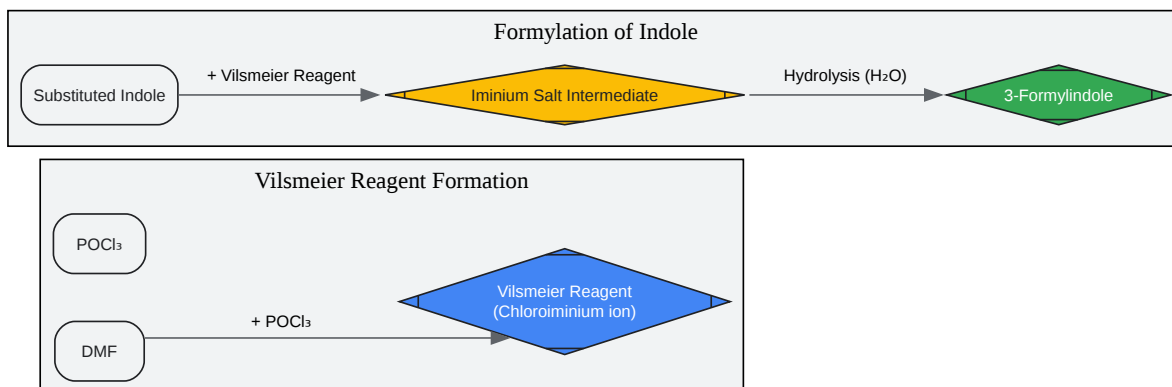 Formylation of Indole
Substituted Indole
+ Vilsmeier Reagent
Iminium Salt Intermediate
Hydrolysis (H₂O)
3-Formylindole
Vilsmeier Reagent Formation
POCl₃
Vilsmeier Reagent
(Chloroiminium ion)
+ POCl₃
DMF